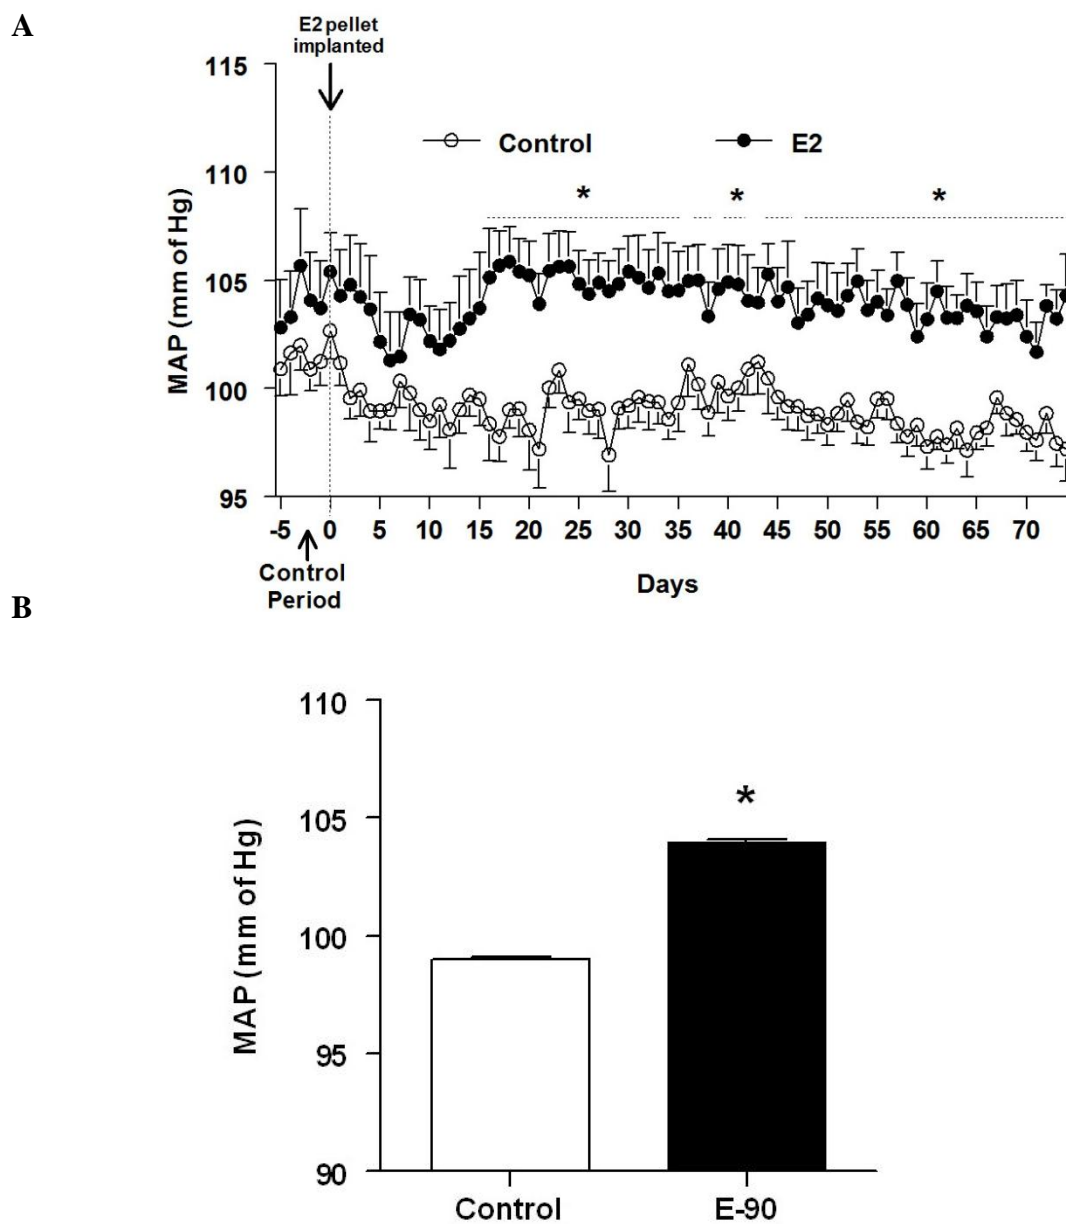 A
E2 pellet
implanted
115
110
105
100
95
MAP (mm of Hg)
Control
E2
*
*
*
-5 0 5 10 15 20 25 30 35 40 45 50 55 60 65 70
Control
Period
Days
B
110
105
100
95
90
MAP (mm of Hg)
*
Control E-90